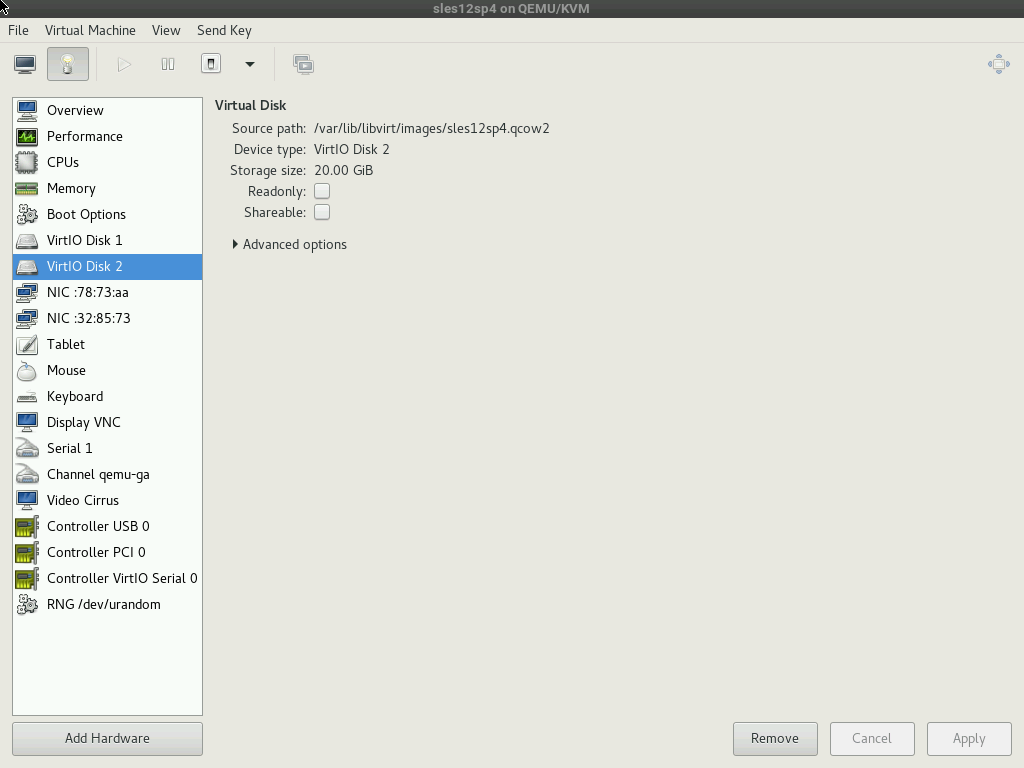 sles12sp4 on QEMU/KVM
File Virtual Machine View Send Key
Overview
Performance
CPUs
Memory
Boot Options
VirtIO Disk 1
VirtIO Disk 2
NIC :78:73:aa
NIC :32:85:73
Tablet
Mouse
Keyboard
Display VNC
Serial 1
Channel qemu-ga
Video Cirrus
Controller USB 0
Controller PCI 0
Controller VirtIO Serial 0
RNG /dev/urandom
Add Hardware
Virtual Disk
Source path: /var/lib/libvirt/images/sles12sp4.qcow2
Device type: VirtIO Disk 2
Storage size: 20.00 GiB
Readonly:
Shareable:
Advanced options
Remove Cancel Apply